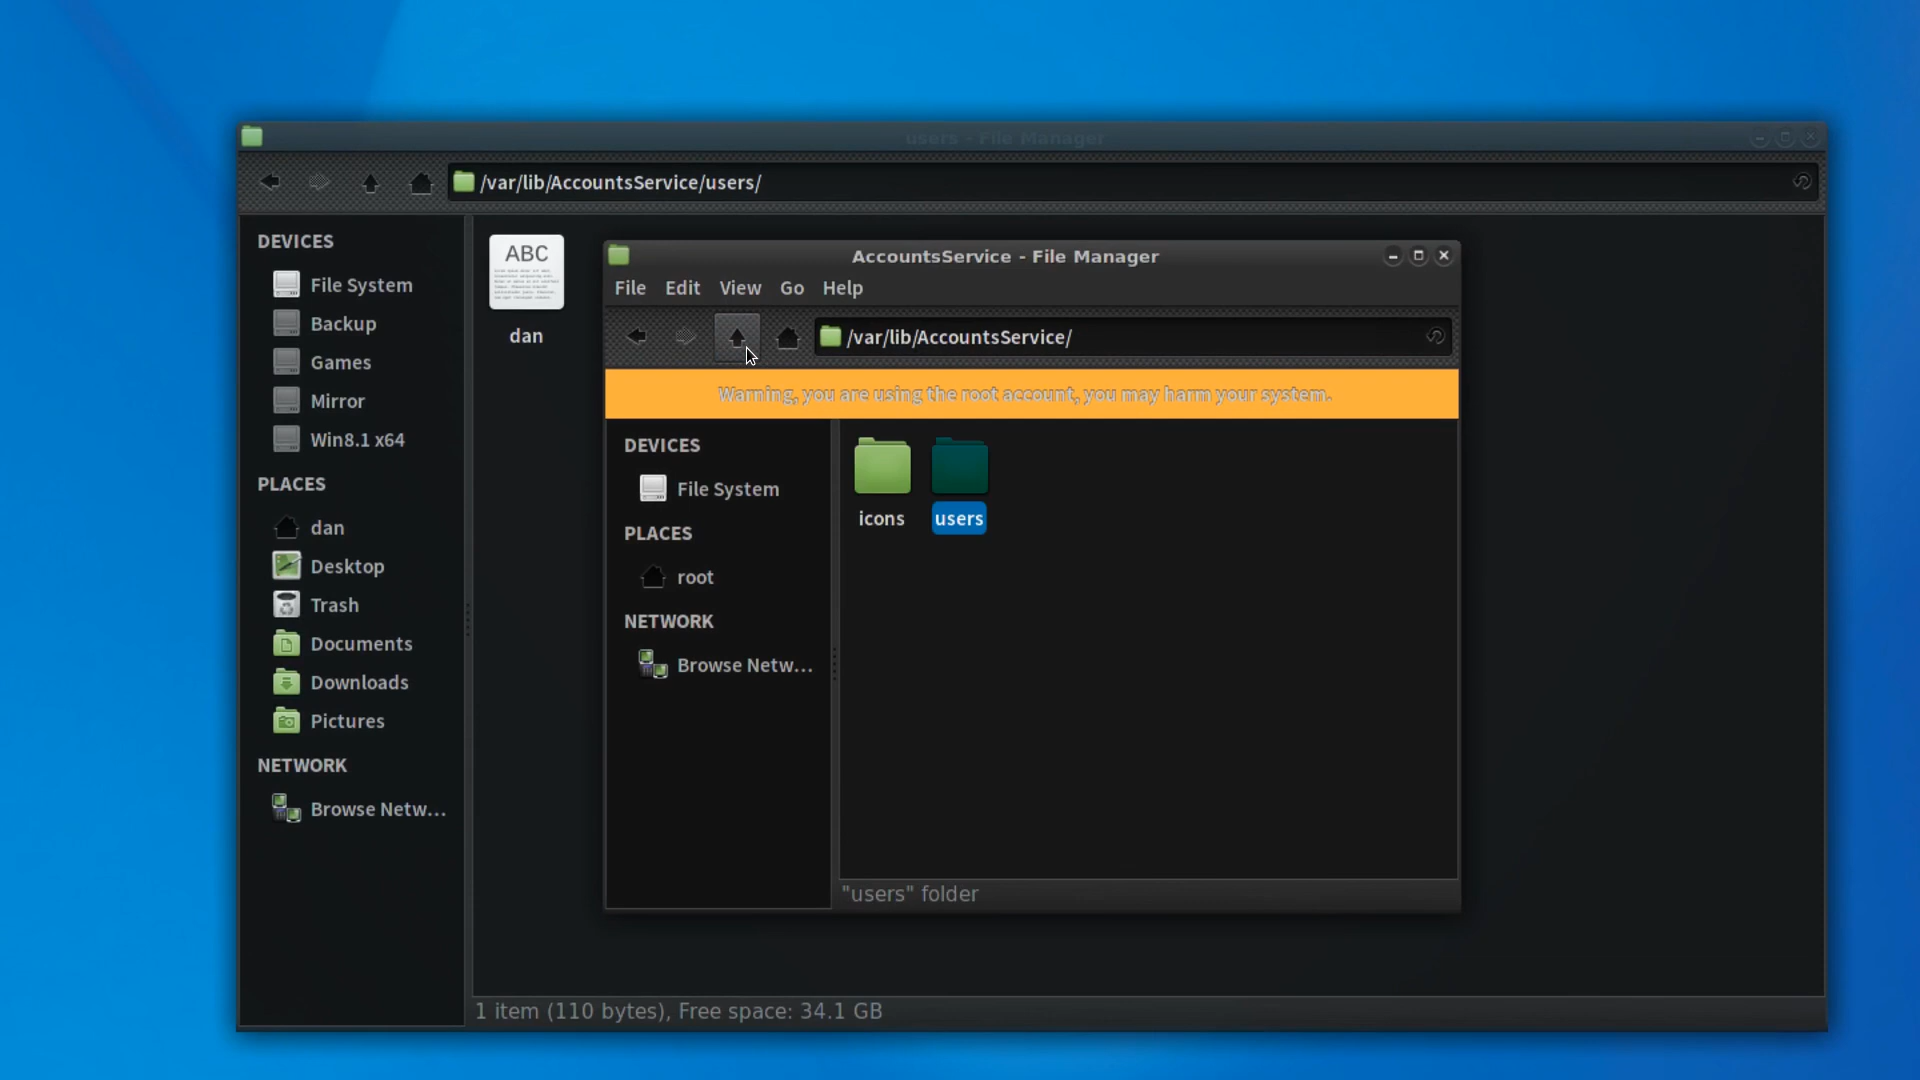 users - File Manager
/var/lib/AccountsService/users/
DEVICES
File System
Backup
Games
Mirror
Win8.1 x64
PLACES
dan
Desktop
Trash
Documents
Downloads
Pictures
NETWORK
Browse Netw...
ABC
dan
1 item (110 bytes), Free space: 34.1 GB
AccountsService - File Manager
File Edit View Go Help
/var/lib/AccountsService/
Warning, you are using the root account, you may harm your system.
DEVICES
File System
PLACES
root
NETWORK
Browse Netw...
icons
users
"users" folder